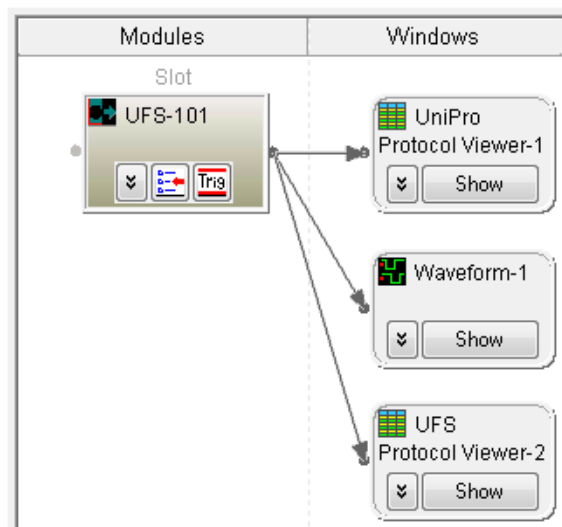 Modules
Windows
Slot
UFS-101
Trig
UniPro
Protocol Viewer-1
Show
Waveform-1
Show
UFS
Protocol Viewer-2
Show